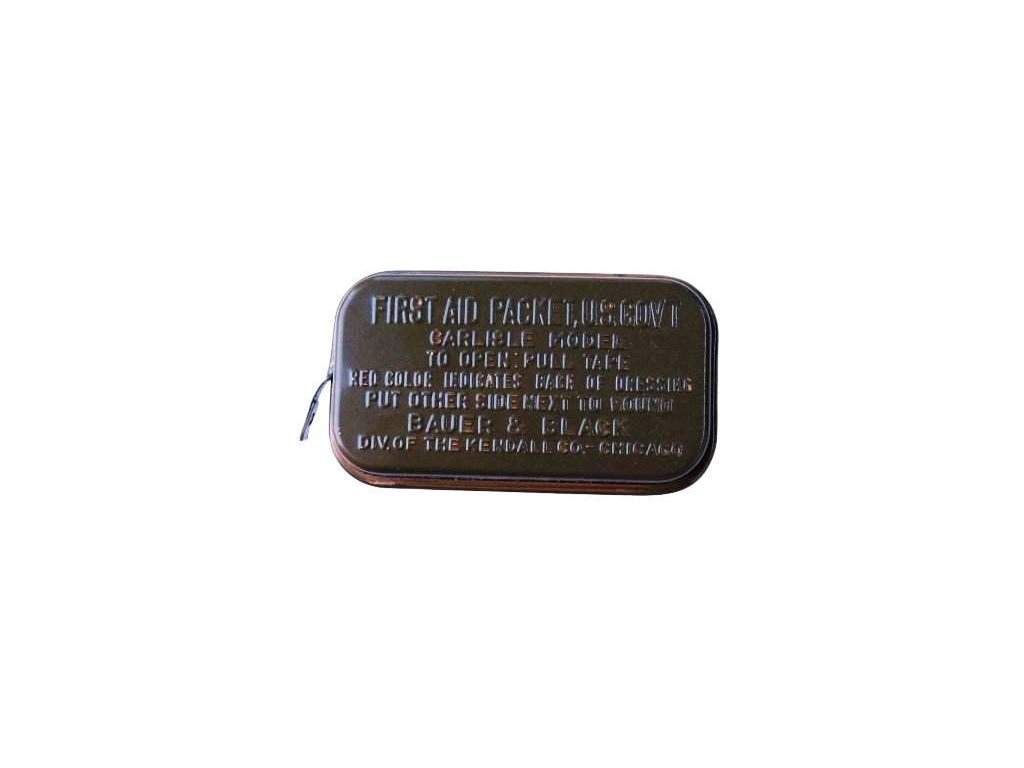 FIRST AID PACKET, U.S. GOV'T
CARLISLE MODEL
TO OPEN: PULL TAPE
RED COLOR INDICATES BACK OF DRESSING
PUT OTHER SIDE NEXT TO WOUND
BAUER & BLACK
DIV. OF THE KENDALL CO.- CHICAGO